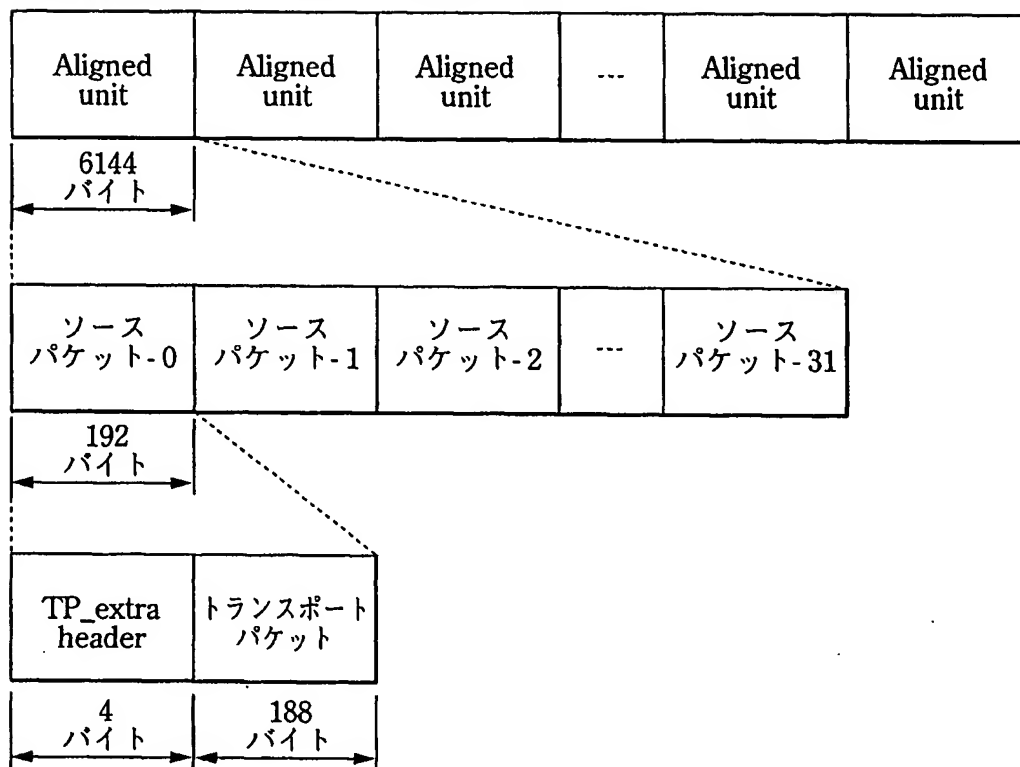 Aligned unit
Aligned unit
Aligned unit
---
Aligned unit
Aligned unit
6144
バイト
ソース
パケット-0
ソース
パケット-1
ソース
パケット-2
---
ソース
パケット-31
192
バイト
TP_extra
header
トランスポート
パケット
4
バイト
188
バイト